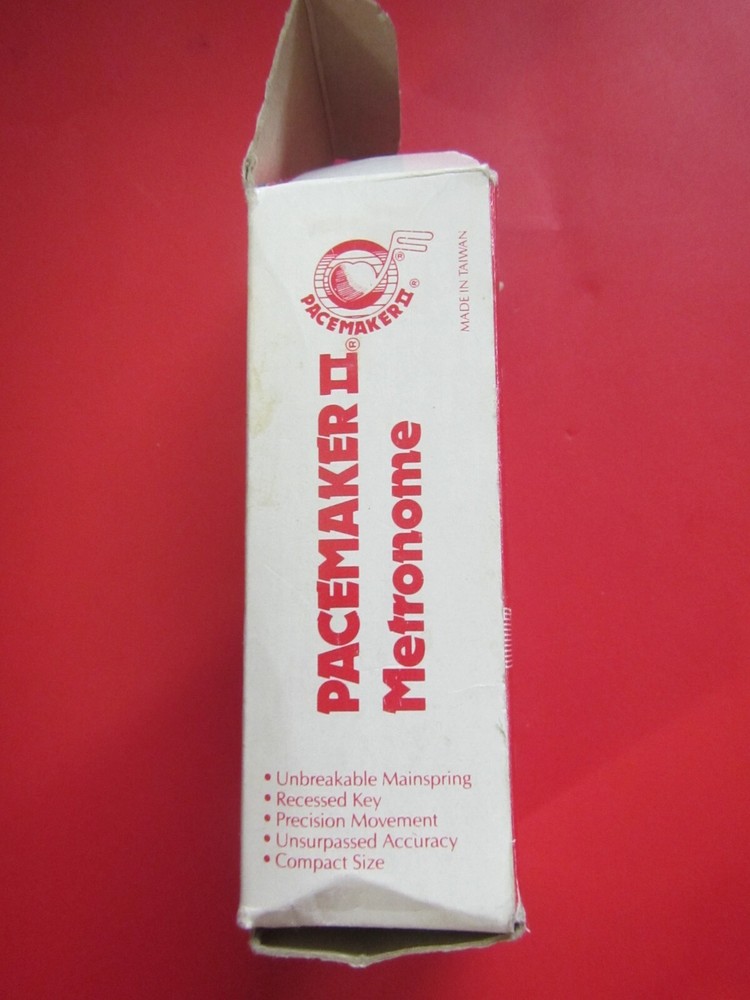 PACEMAKER II ®
®
MADE IN TAIWAN
PACEMAKER II ®
Metronome
• Unbreakable Mainspring
• Recessed Key
• Precision Movement
• Unsurpassed Accuracy
• Compact Size